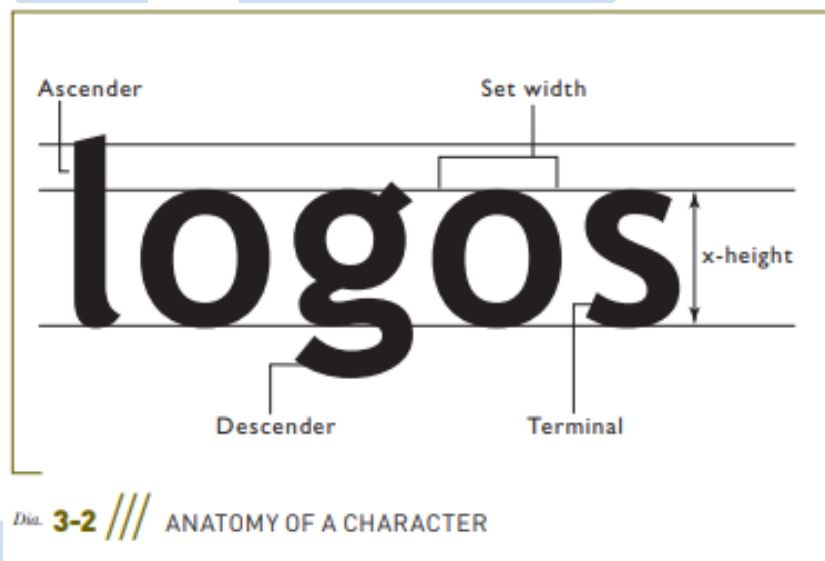 Ascender
Set width
logos
x-height
Descender
Terminal
Dia. 3-2 /// ANATOMY OF A CHARACTER